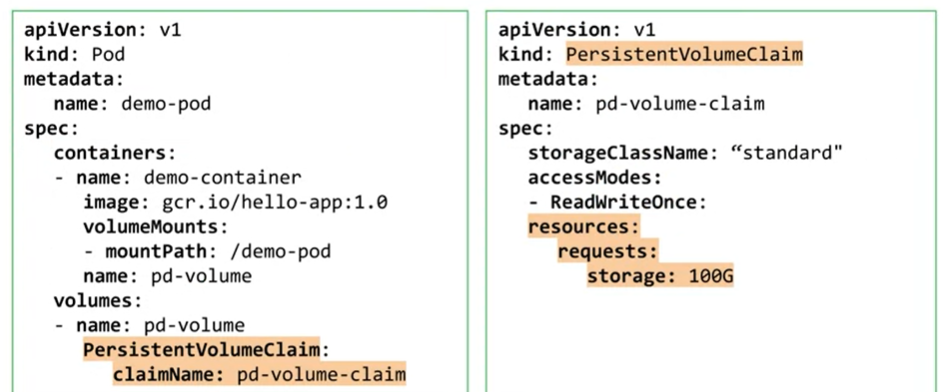 apiVersion: v1
kind: Pod
metadata:
name: demo-pod
spec:
containers:
- name: demo-container
image: gcr.io/hello-app:1.0
volumeMounts:
- mountPath: /demo-pod
name: pd-volume
volumes:
- name: pd-volume
PersistentVolumeClaim:
claimName: pd-volume-claim
apiVersion: v1
kind: PersistentVolumeClaim
metadata:
name: pd-volume-claim
spec:
storageClassName: “standard"
accessModes:
- ReadWriteOnce:
resources:
requests:
storage: 100G